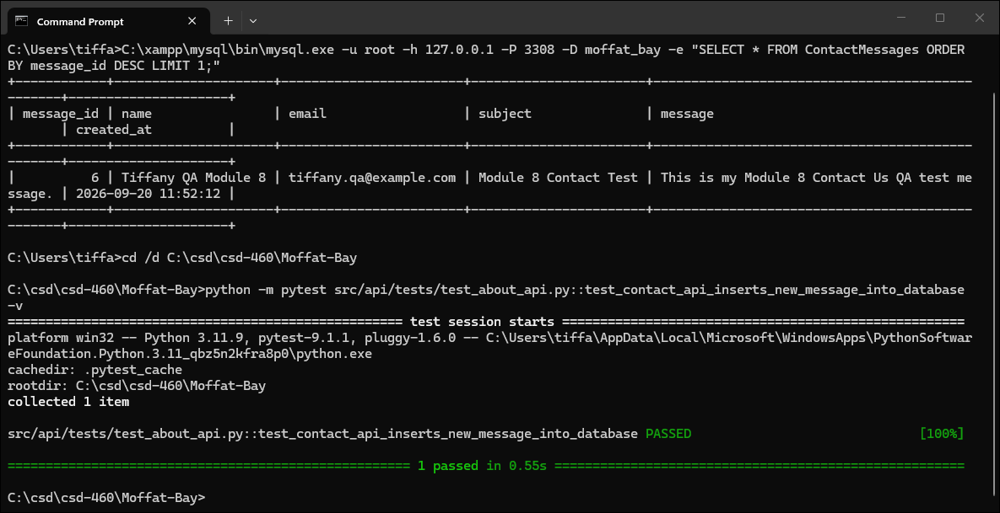 Command Prompt
C:\Users\tiffa>C:\xampp\mysql\bin\mysql.exe -u root -h 127.0.0.1 -P 3308 -D moffat_bay -e "SELECT * FROM ContactMessages ORDER
BY message_id DESC LIMIT 1;"
+------------+---------------------+------------------------+-----------------------+------------------------------------------
-------+---------------------+
| message_id | name                | email                  | subject               | message
       | created_at          |
+------------+---------------------+------------------------+-----------------------+------------------------------------------
-------+---------------------+
|          6 | Tiffany QA Module 8 | tiffany.qa@example.com | Module 8 Contact Test | This is my Module 8 Contact Us QA test me
ssage. | 2026-09-20 11:52:12 |
+------------+---------------------+------------------------+-----------------------+------------------------------------------
-------+---------------------+
C:\Users\tiffa>cd /d C:\csd\csd-460\Moffat-Bay
C:\csd\csd-460\Moffat-Bay>python -m pytest src/api/tests/test_about_api.py::test_contact_api_inserts_new_message_into_database
-v
==================================================== test session starts =====================================================
platform win32 -- Python 3.11.9, pytest-9.1.1, pluggy-1.6.0 -- C:\Users\tiffa\AppData\Local\Microsoft\WindowsApps\PythonSoftwar
eFoundation.Python.3.11_qbz5n2kfra8p0\python.exe
cachedir: .pytest_cache
rootdir: C:\csd\csd-460\Moffat-Bay
collected 1 item
src/api/tests/test_about_api.py::test_contact_api_inserts_new_message_into_database PASSED                              [100%]
===================================================== 1 passed in 0.55s ======================================================
C:\csd\csd-460\Moffat-Bay>